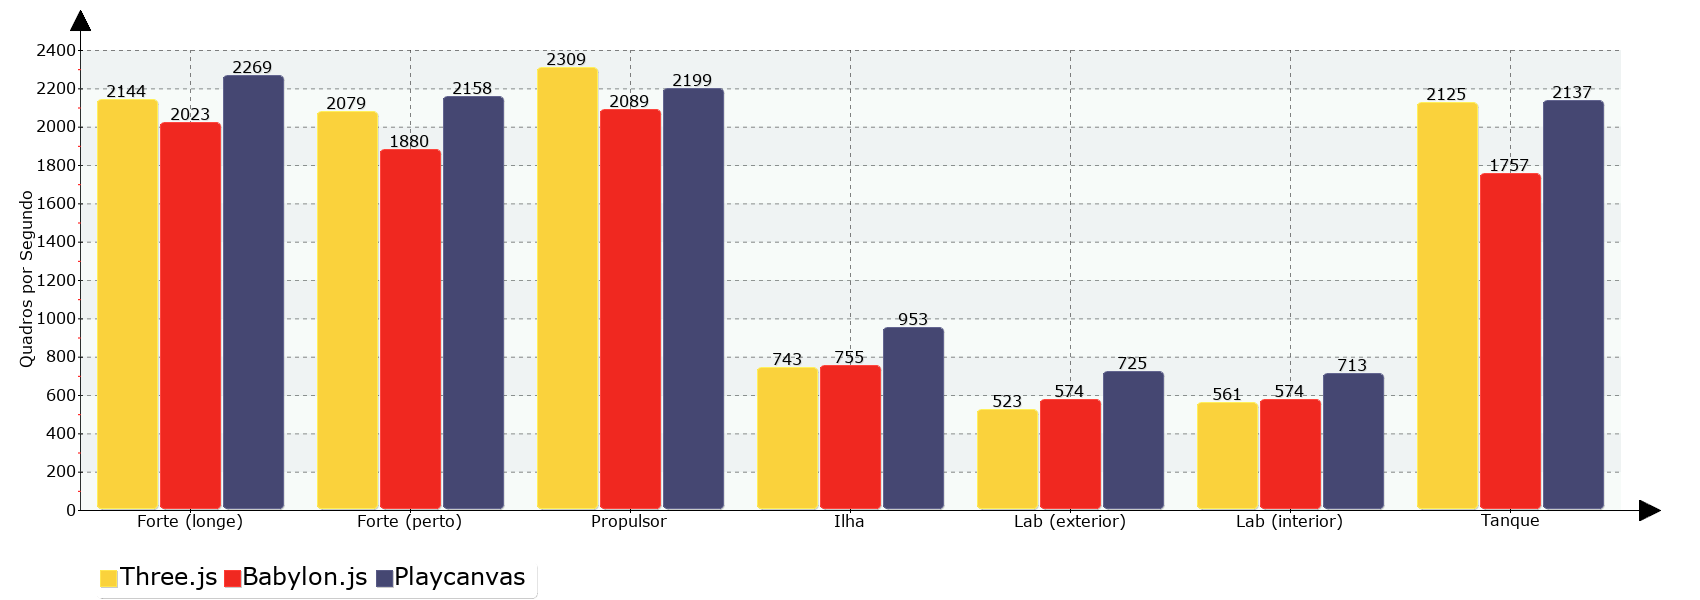 Quadros por Segundo
2400
2200
2000
1800
1600
1400
1200
1000
800
600
400
200
0
2144 2023 2269
2079 1880 2158
2309 2089 2199
743 755 953
523 574 725
561 574 713
2125 1757 2137
Forte (longe) Forte (perto) Propulsor Ilha Lab (exterior) Lab (interior) Tanque
Three.js Babylon.js Playcanvas